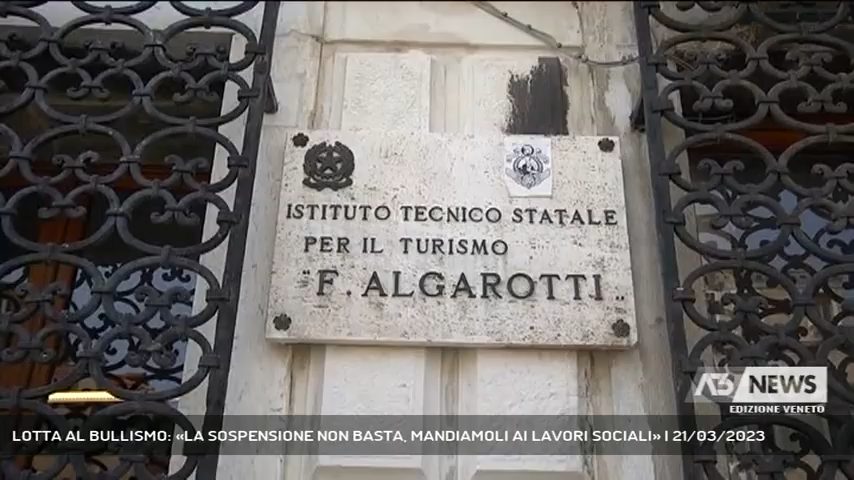 ISTITUTO TECNICO STATALE
PER IL TURISMO
"F. ALGAROTTI"
A3 NEWS
EDIZIONE VENETO
LOTTA AL BULLISMO: «LA SOSPENSIONE NON BASTA, MANDIAMOLI AI LAVORI SOCIALI» | 21/03/2023